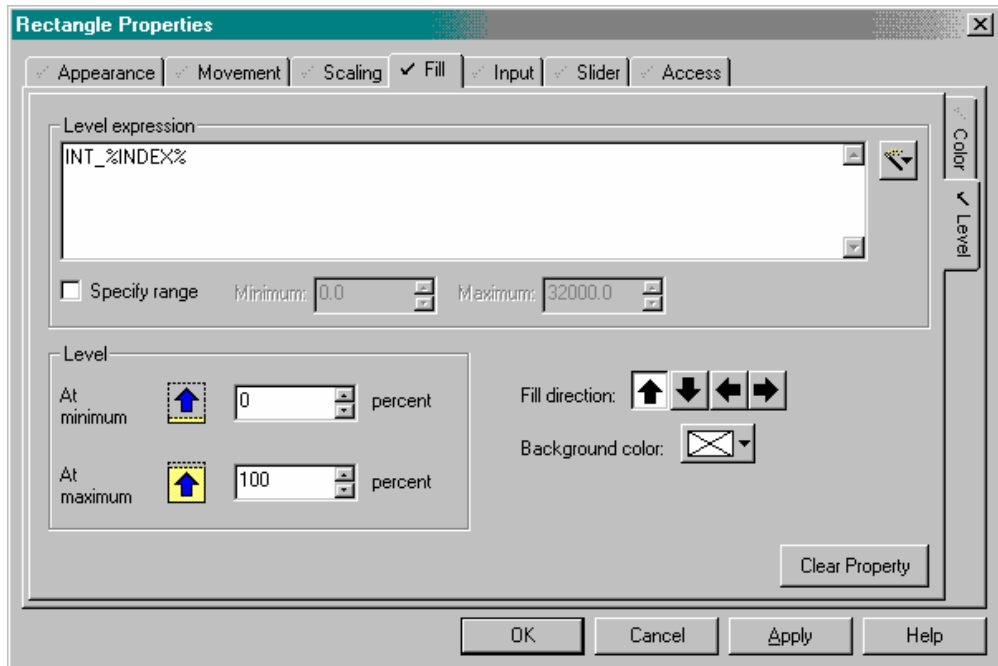 Rectangle Properties
Appearance Movement Scaling Fill Input Slider Access
Color
Level
Level expression
INT_%INDEX%
Specify range Minimum: 0.0 Maximum: 32000.0
Level
At
minimum
0 percent
At
maximum
100 percent
Fill direction:
Background color:
Clear Property
OK Cancel Apply Help